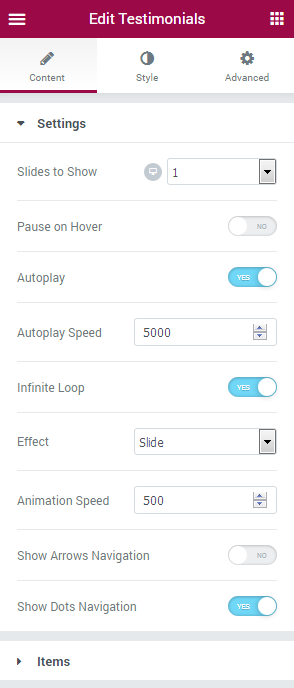 Edit Testimonials
Content Style Advanced
Settings
Slides to Show 1
Pause on Hover NO
Autoplay YES
Autoplay Speed 5000
Infinite Loop YES
Effect Slide
Animation Speed 500
Show Arrows Navigation NO
Show Dots Navigation YES
Items